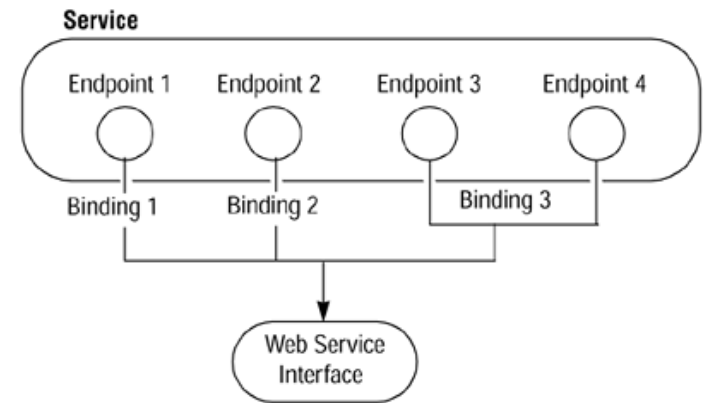 Service
Endpoint 1 Endpoint 2 Endpoint 3 Endpoint 4
Binding 1 Binding 2 Binding 3
Web Service
Interface